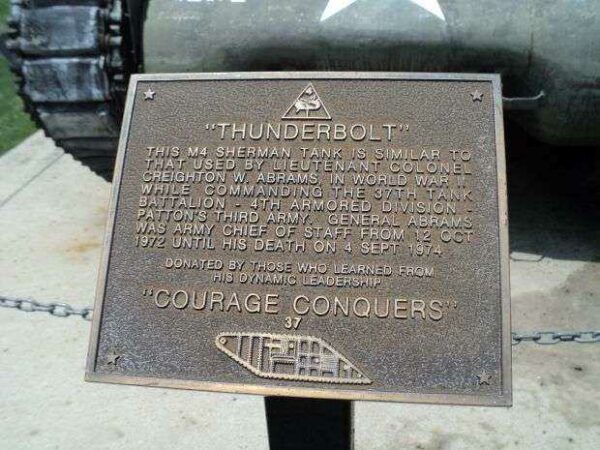 4
"THUNDERBOLT"
THIS M4 SHERMAN TANK IS SIMILAR TO
THAT USED BY LIEUTENANT COLONEL
CREIGHTON W. ABRAMS, IN WORLD WAR II
WHILE COMMANDING THE 37TH TANK
BATTALION - 4TH ARMORED DIVISION -
PATTON'S THIRD ARMY. GENERAL ABRAMS
WAS ARMY CHIEF OF STAFF FROM 12 OCT
1972 UNTIL HIS DEATH ON 4 SEPT 1974
DONATED BY THOSE WHO LEARNED FROM
HIS DYNAMIC LEADERSHIP
"COURAGE CONQUERS"
37